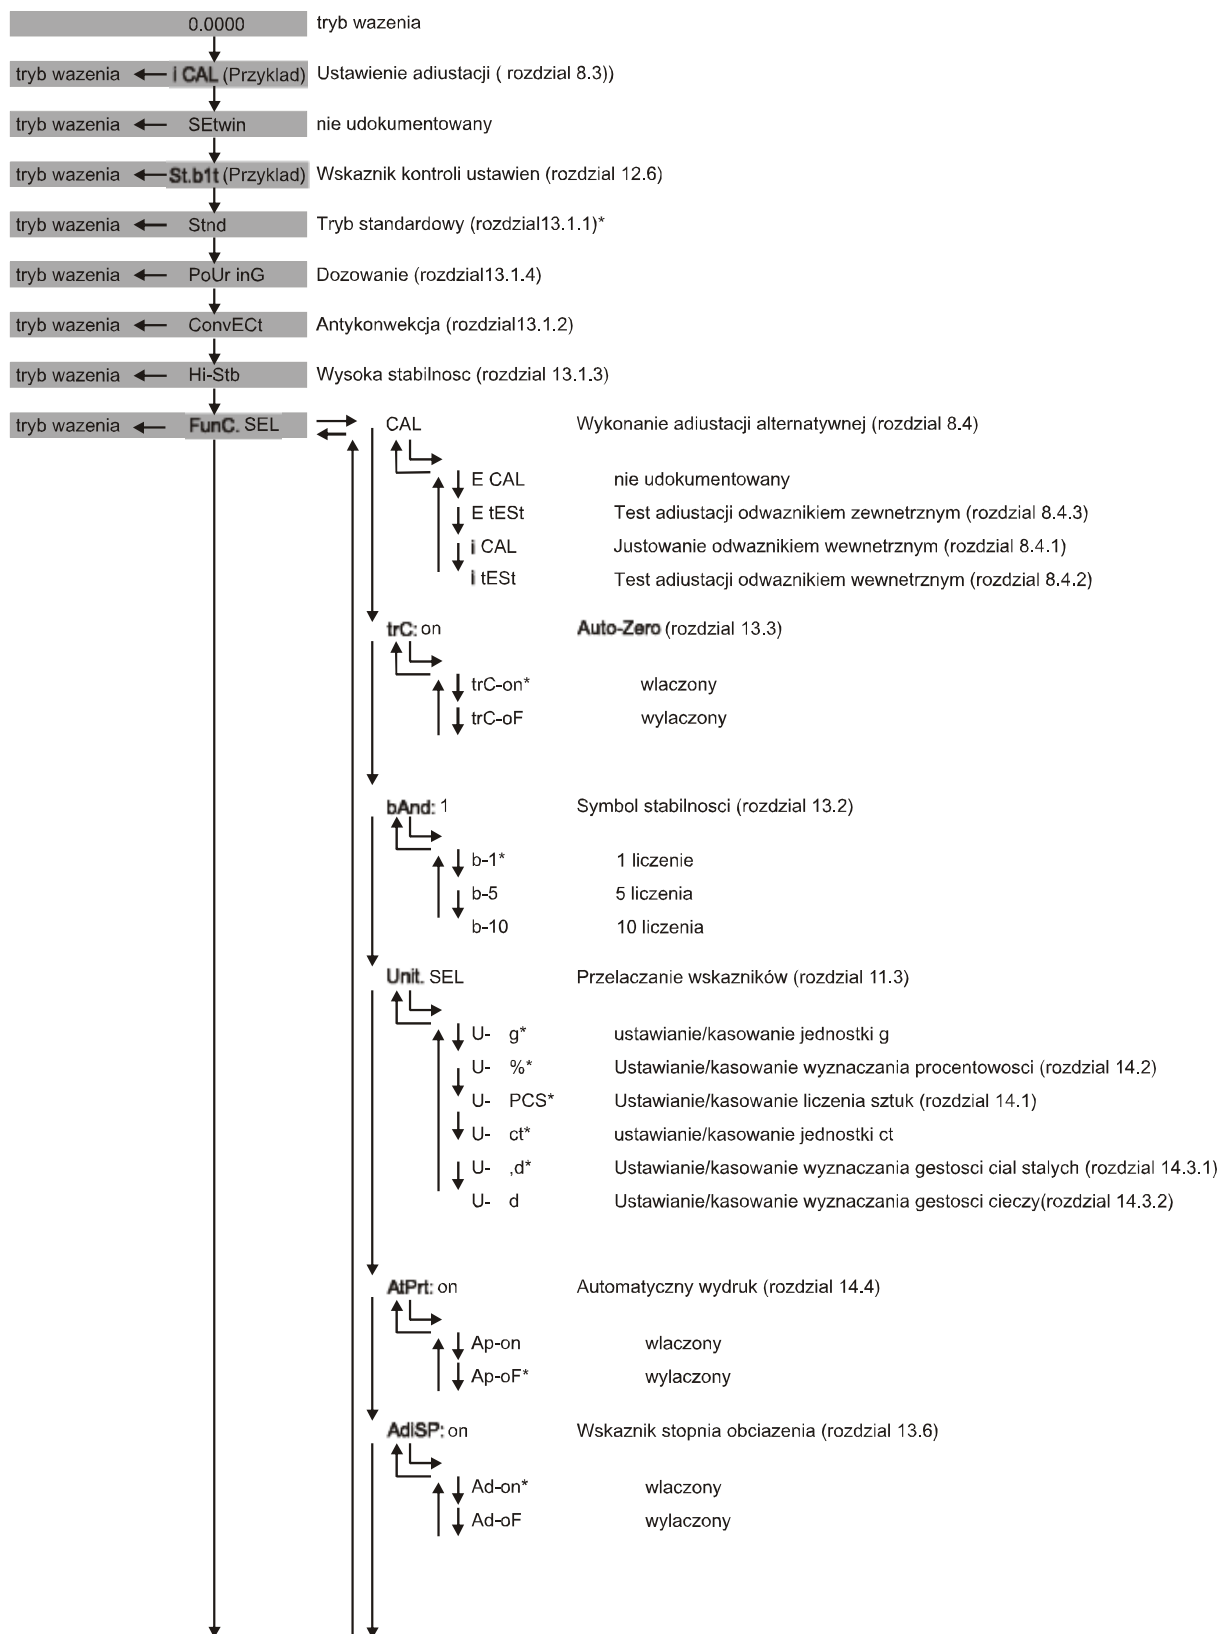 0.0000 tryb wazenia
tryb wazenia i CAL (Przyklad) Ustawienie adiustacji ( rozdzial 8.3))
tryb wazenia SEtwin nie udokumentowany
tryb wazenia St.b1t (Przyklad) Wskaznik kontroli ustawien (rozdzial 12.6)
tryb wazenia Stnd Tryb standardowy (rozdzial13.1.1)*
tryb wazenia PoUr inG Dozowanie (rozdzial13.1.4)
tryb wazenia ConvECt Antykonwekcja (rozdzial13.1.2)
tryb wazenia Hi-Stb Wysoka stabilnosc (rozdzial 13.1.3)
tryb wazenia FunC. SEL CAL Wykonanie adiustacji alternatywnej (rozdzial 8.4)
E CAL nie udokumentowany
E tESt Test adiustacji odwaznikiem zewnetrznym (rozdzial 8.4.3)
i CAL Justowanie odwaznikiem wewnetrznym (rozdzial 8.4.1)
i tESt Test adiustacji odwaznikiem wewnetrznym (rozdzial 8.4.2)
trC: on Auto-Zero (rozdzial 13.3)
trC-on* wlaczony
trC-oF wylaczony
bAnd: 1 Symbol stabilnosci (rozdzial 13.2)
b-1* 1 liczenie
b-5 5 liczenia
b-10 10 liczenia
Unit. SEL Przelaczanie wskazników (rozdzial 11.3)
U- g* ustawianie/kasowanie jednostki g
U- %* Ustawianie/kasowanie wyznaczania procentowosci (rozdzial 14.2)
U- PCS* Ustawianie/kasowanie liczenia sztuk (rozdzial 14.1)
U- ct* ustawianie/kasowanie jednostki ct
U- ,d* Ustawianie/kasowanie wyznaczania gestosci cial stalych (rozdzial 14.3.1)
U- d Ustawianie/kasowanie wyznaczania gestosci cieczy(rozdzial 14.3.2)
AtPrt: on Automatyczny wydruk (rozdzial 14.4)
Ap-on wlaczony
Ap-oF* wylaczony
AdiSP: on Wskaznik stopnia obciazenia (rozdzial 13.6)
Ad-on* wlaczony
Ad-oF wylaczony